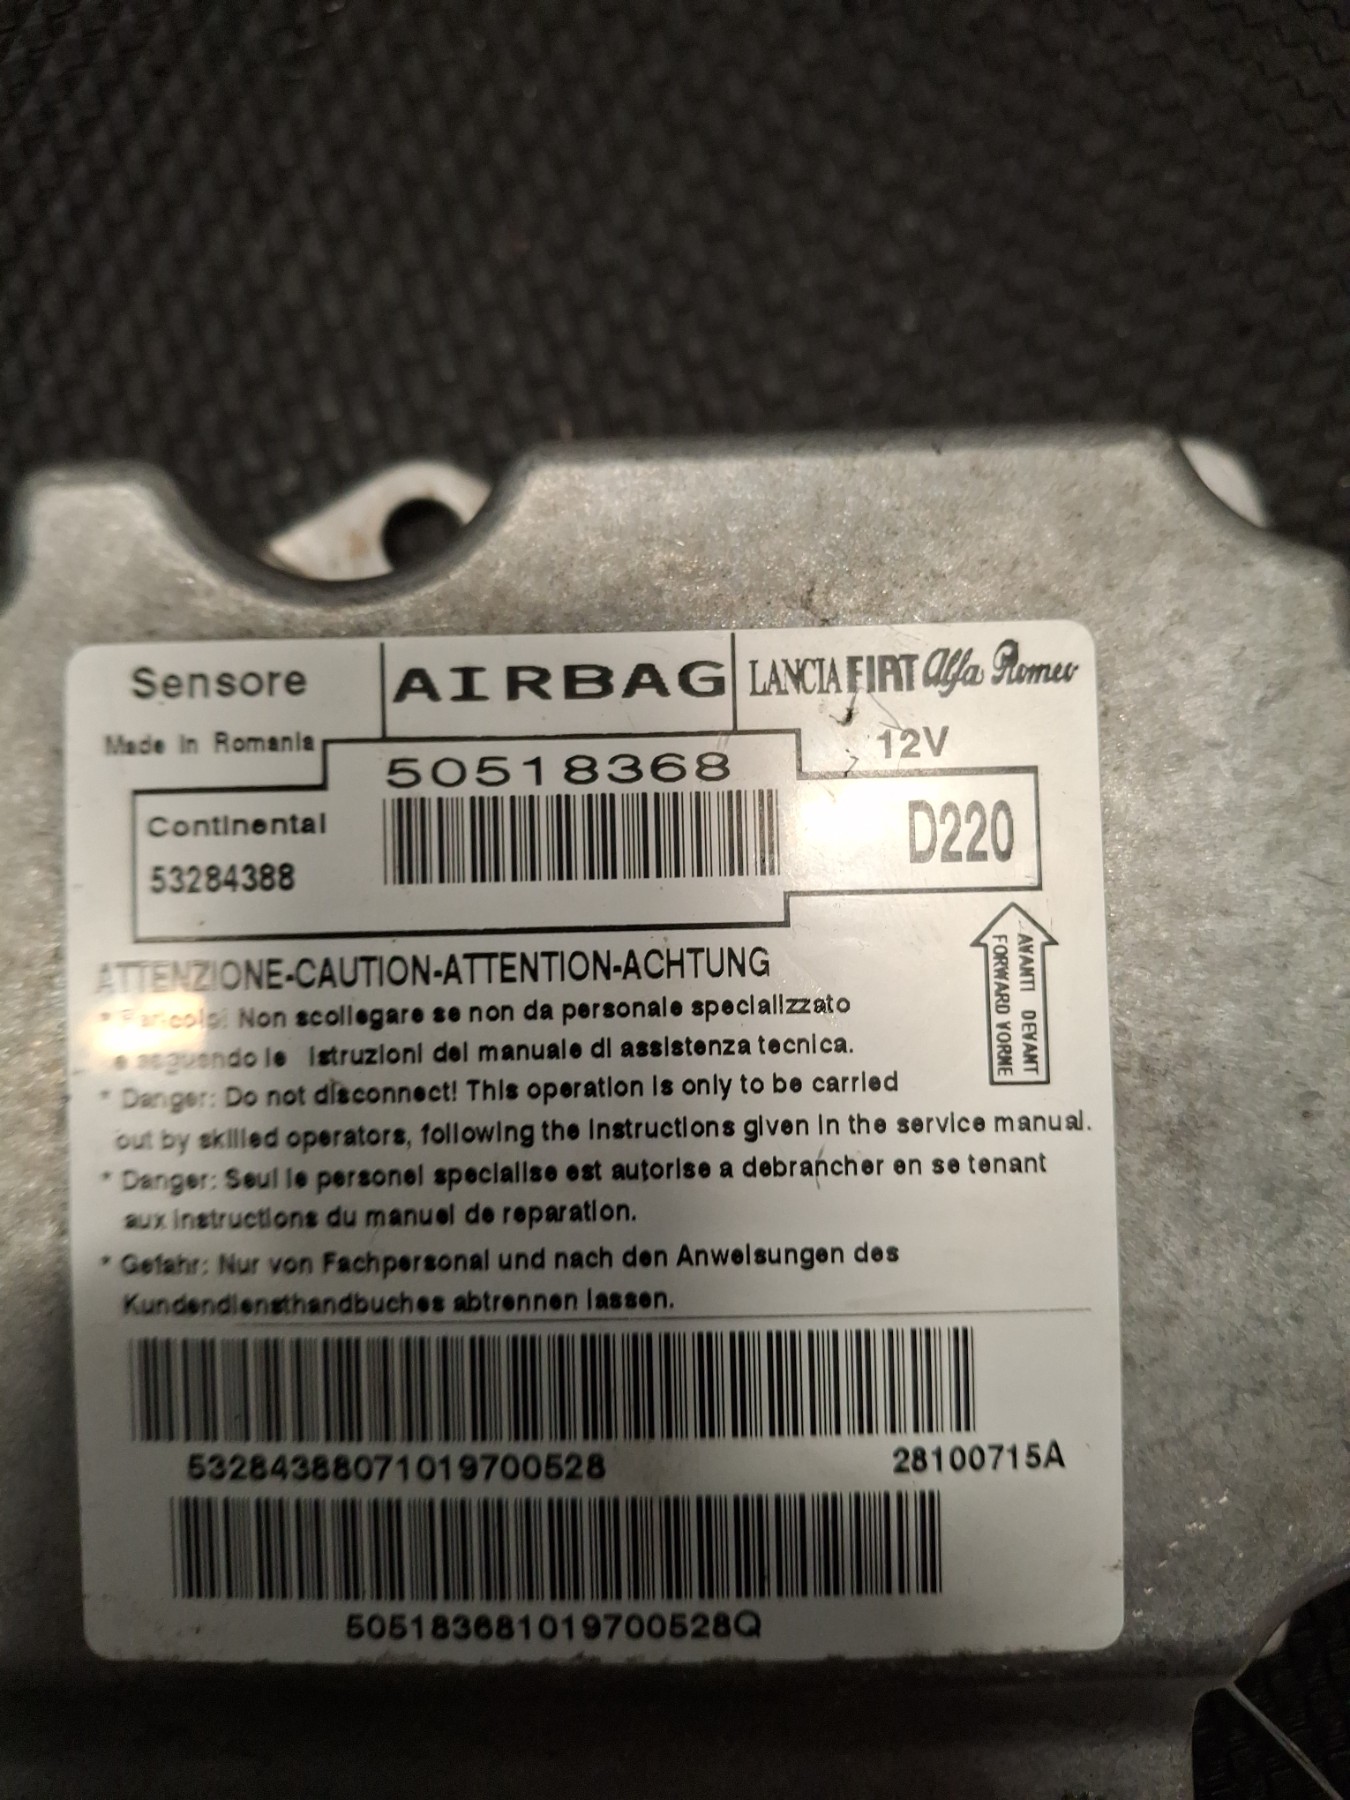 Sensore
AIRBAG
LANCIA FIAT Alfa Romeo
Made in Romania
12V
50518368
Continental
53284388
D220
AVANTI DEVANT
FORWARD VORNE
ATTENZIONE-CAUTION-ATTENTION-ACHTUNG
* Pericolo: Non scollegare se non da personale specializzato
e seguendo le istruzioni del manuale di assistenza tecnica.
* Danger: Do not disconnect! This operation is only to be carried
out by skilled operators, following the instructions given in the service manual.
* Danger: Seul le personel specialise est autorise a debrancher en se tenant
aux instructions du manuel de reparation.
* Gefahr: Nur von Fachpersonal und nach den Anweisungen des
Kundendiensthandbuches abtrennen lassen.
53284388071019700528
28100715A
505183681019700528Q